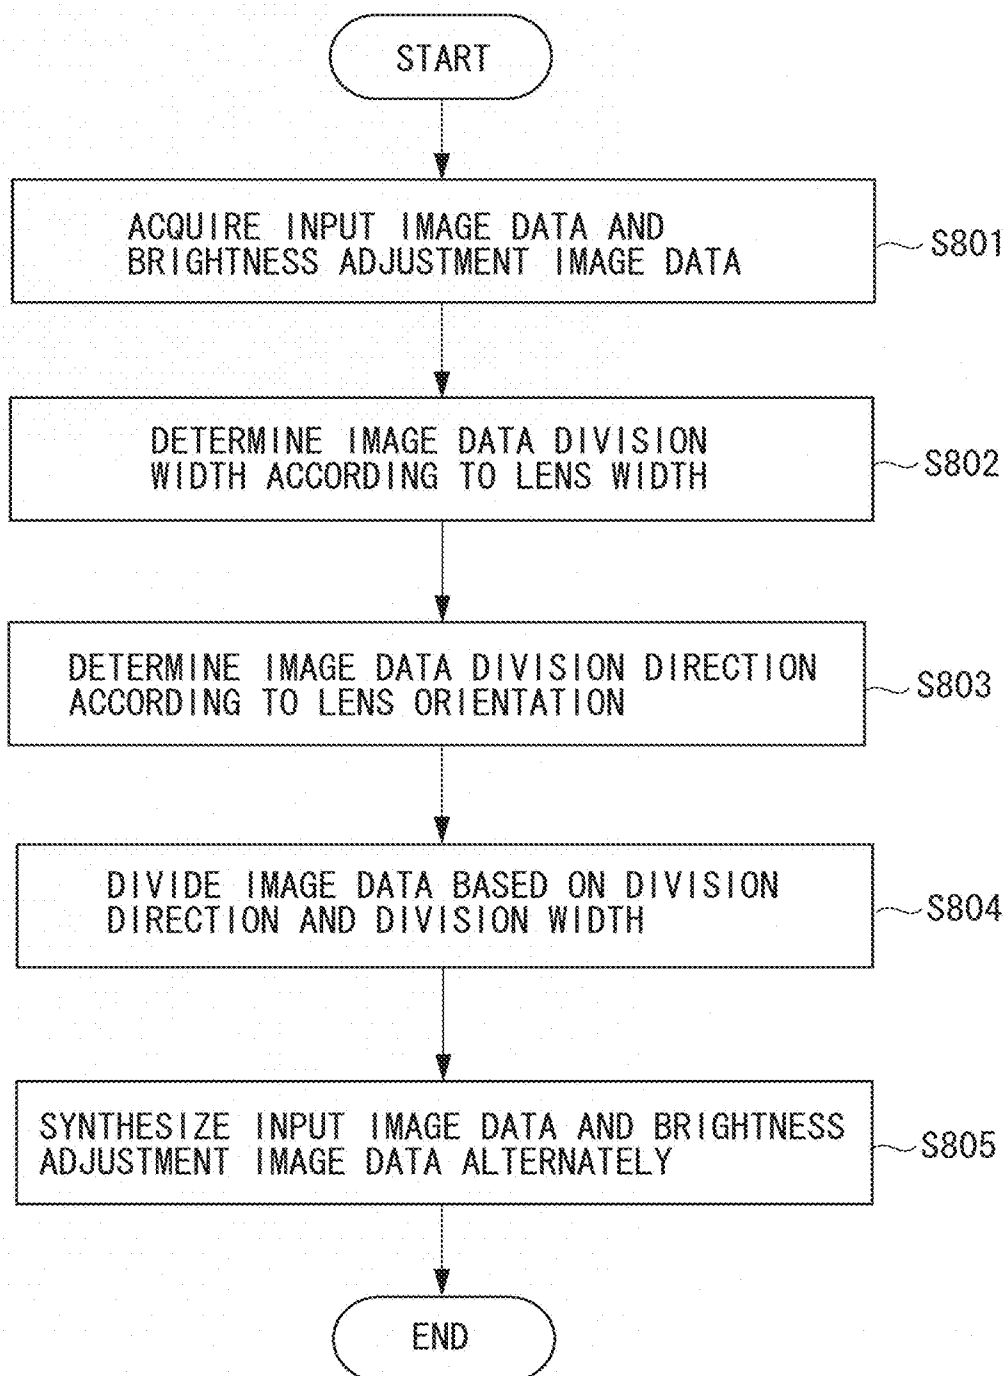 START
ACQUIRE INPUT IMAGE DATA AND
BRIGHTNESS ADJUSTMENT IMAGE DATA
S801
DETERMINE IMAGE DATA DIVISION
WIDTH ACCORDING TO LENS WIDTH
S802
DETERMINE IMAGE DATA DIVISION DIRECTION
ACCORDING TO LENS ORIENTATION
S803
DIVIDE IMAGE DATA BASED ON DIVISION
DIRECTION AND DIVISION WIDTH
S804
SYNTHESIZE INPUT IMAGE DATA AND BRIGHTNESS
ADJUSTMENT IMAGE DATA ALTERNATELY
S805
END